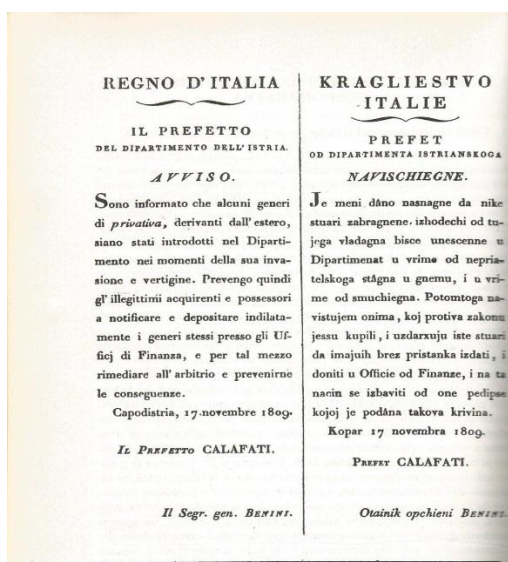 REGNO D'ITALIA
IL PREFETTO
DEL DIPARTIMENTO DELL'ISTRIA.
AVVISO.
Sono informato che alcuni generi
di privativa, derivanti dall'estero,
siano stati introdotti nel Diparti-
mento nei momenti della sua inva-
sione e vertigine. Prevengo quindi
gl'illegittimi acquirenti e possessori
a notificare e depositare indilata-
mente i generi stessi presso gli Uf-
ficj di Finanza, e per tal mezzo
rimediare all'arbitrio e prevenirne
le conseguenze.
Capodistria, 17.novembre 1809.
IL PREFETTO CALAFATI.
Il Segr. gen. BENINI.
KRAGLIESTVO
ITALIE
PREFET
OD DIPARTIMENTA ISTRIANSKOGA
NAVISCHIEGNE.
Je meni dâno nasnagne da nike
stuari zabragnene. izhodechi od tu-
jega vladagna bisce unescenne u
Dipartimenat u vrime od nepria-
telskoga stâgna u gnemu, i u vri-
me od smuchiegna. Potomtoga na-
vistujem onima, koj protiva zakonu
jessu kupili, i uzdarxuju iste stuari
da imajuih brez pristanka izdati, i
doniti u Officie od Finanze, i na ta
nacin se izbaviti od one pedipse
kojoj je podâna takova krivina.
Kopar 17 novembra 1809.
PREFET CALAFATI.
Otainik opchieni BENINI.